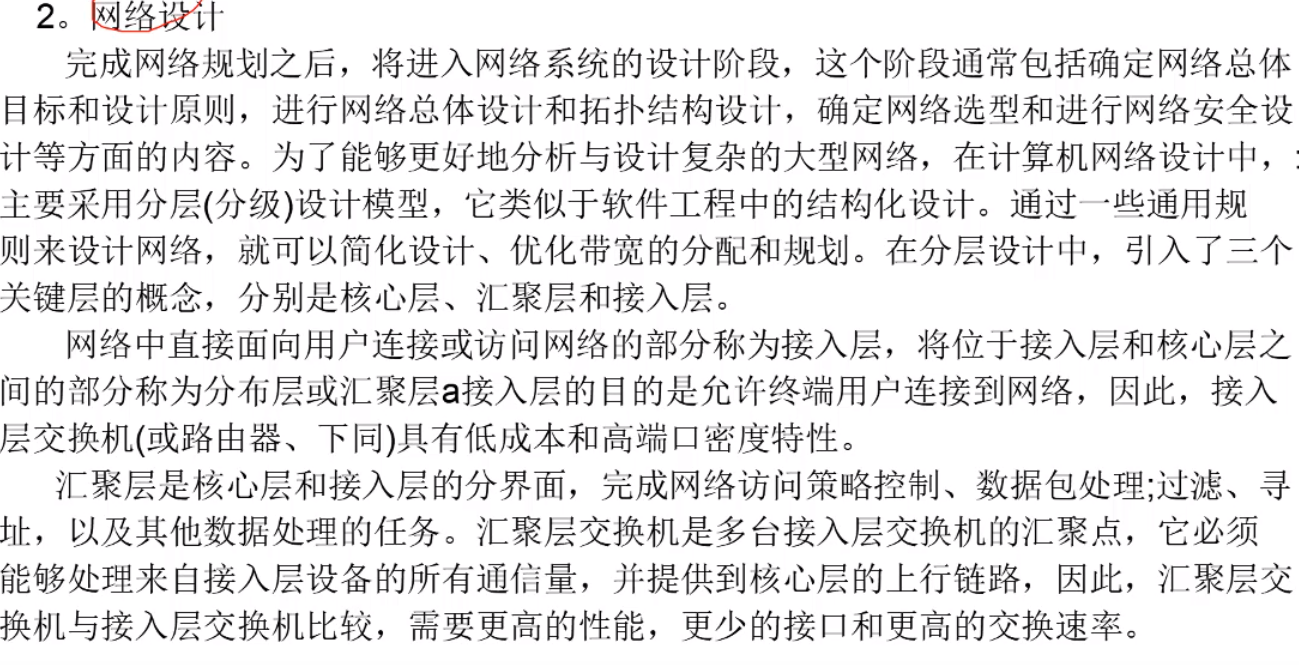 2。网络设计
完成网络规划之后，将进入网络系统的设计阶段，这个阶段通常包括确定网络总体
目标和设计原则，进行网络总体设计和拓扑结构设计，确定网络选型和进行网络安全设
计等方面的内容。为了能够更好地分析与设计复杂的大型网络，在计算机网络设计中，
主要采用分层(分级)设计模型，它类似于软件工程中的结构化设计。通过一些通用规
则来设计网络，就可以简化设计、优化带宽的分配和规划。在分层设计中，引入了三个
关键层的概念，分别是核心层、汇聚层和接入层。
网络中直接面向用户连接或访问网络的部分称为接入层，将位于接入层和核心层之
间的部分称为分布层或汇聚层a接入层的目的是允许终端用户连接到网络，因此，接入
层交换机(或路由器、下同)具有低成本和高端口密度特性。
汇聚层是核心层和接入层的分界面，完成网络访问策略控制、数据包处理;过滤、寻
址，以及其他数据处理的任务。汇聚层交换机是多台接入层交换机的汇聚点，它必须
能够处理来自接入层设备的所有通信量，并提供到核心层的上行链路，因此，汇聚层交
换机与接入层交换机比较，需要更高的性能，更少的接口和更高的交换速率。